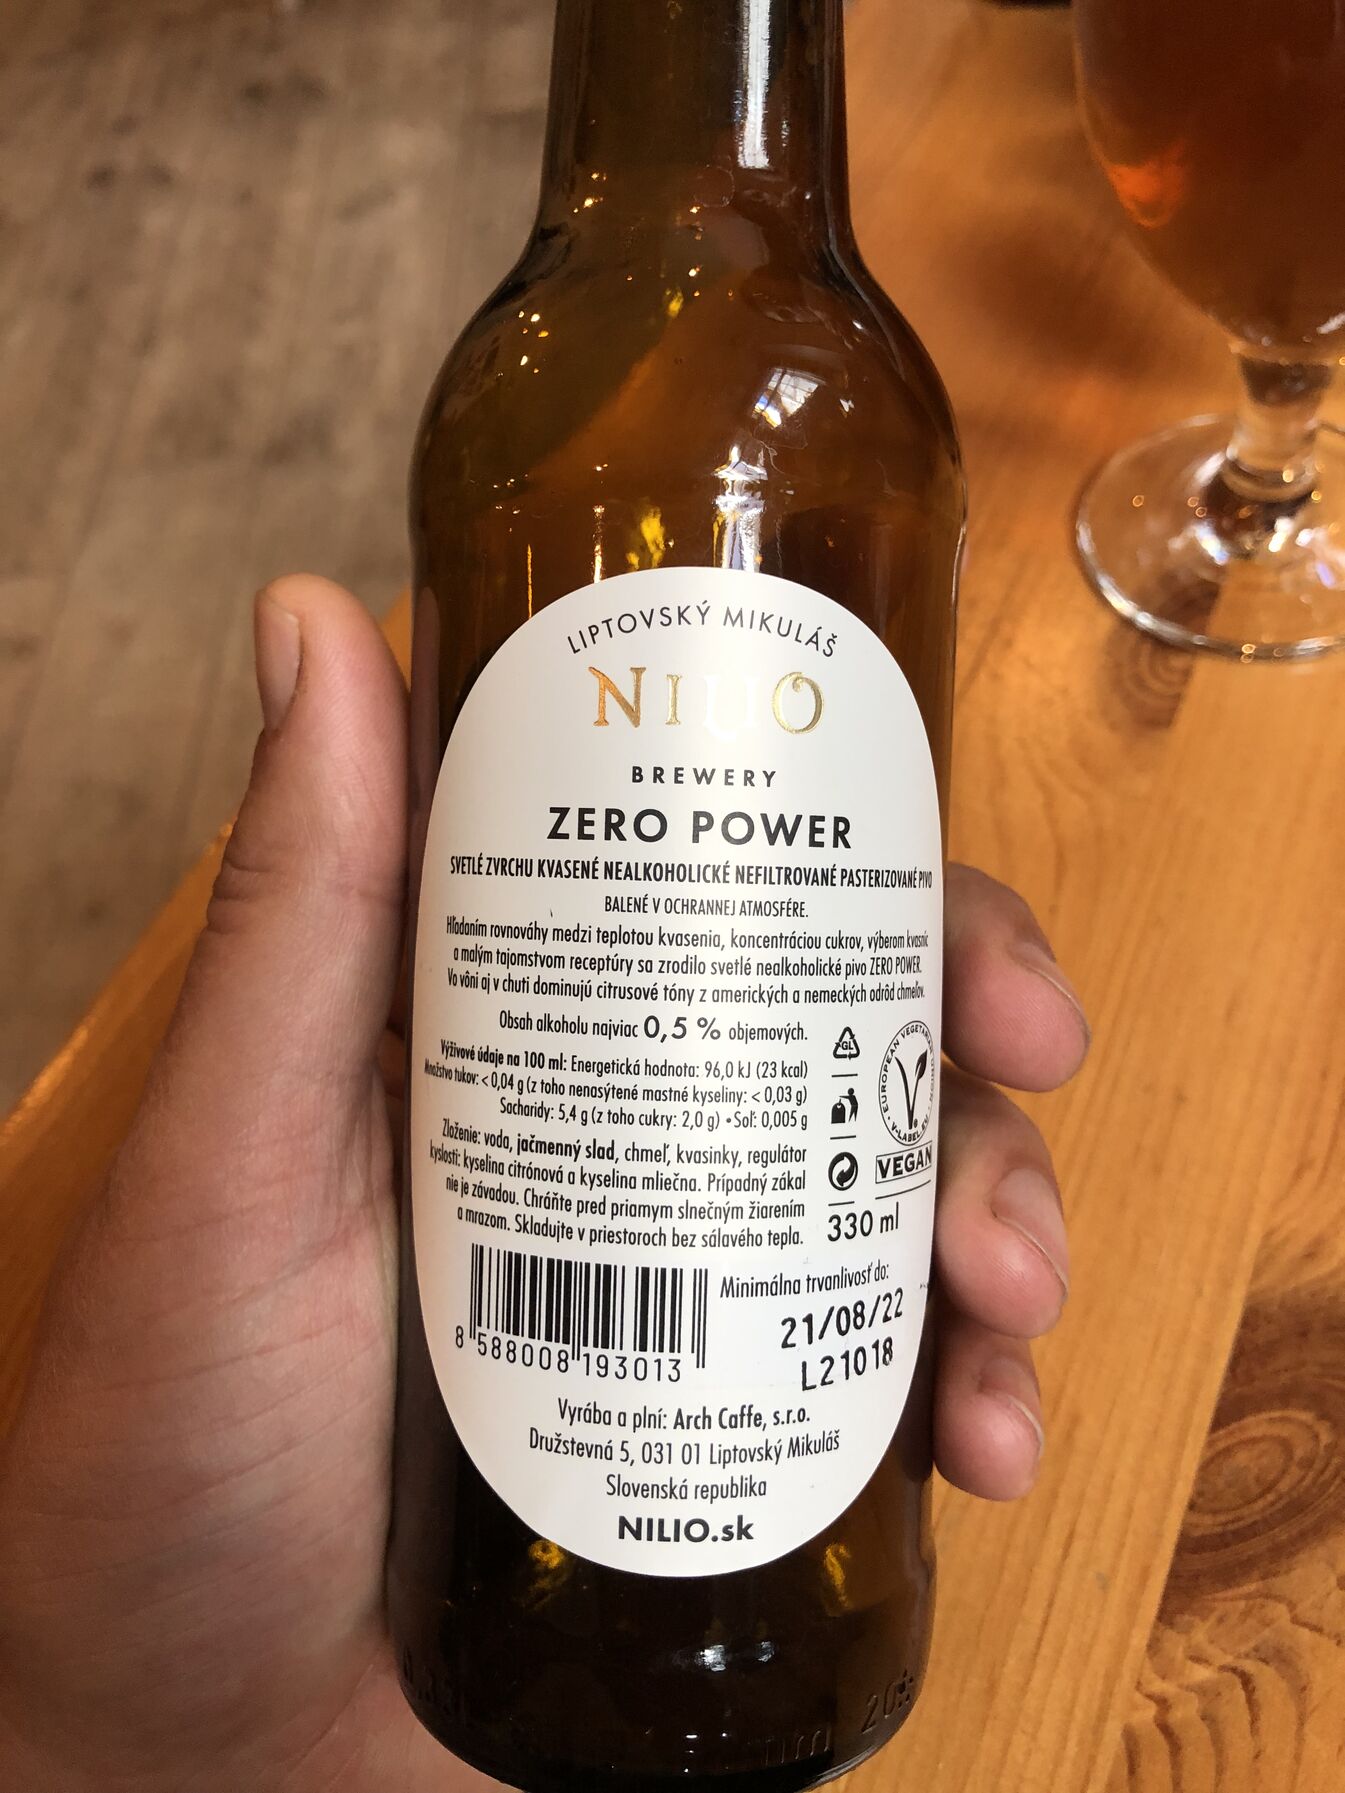 LIPTOVSKÝ MIKULÁŠ
NILIO
BREWERY
ZERO POWER
SVETLÉ ZVRCHU KVASENÉ NEALKOHOLICKÉ NEFILTROVANÉ PASTERIZOVANÉ PIVO
BALENÉ V OCHRANNEJ ATMOSFÉRE.
Hľadaním rovnováhy medzi teplotou kvasenia, koncentráciou cukrov, výberom kvasníc
a malým tajomstvom receptúry sa zrodilo svetlé nealkoholické pivo ZERO POWER.
Vo vôni aj v chuti dominujú citrusové tóny z amerických a nemeckých odrôd chmeľov.
Obsah alkoholu najviac 0,5 % objemových.
Výživové údaje na 100 ml: Energetická hodnota: 96,0 kJ (23 kcal)
Množstvo tukov: < 0,04 g (z toho nenasýtené mastné kyseliny: < 0,03 g)
Sacharidy: 5,4 g (z toho cukry: 2,0 g) • Soľ: 0,005 g
Zloženie: voda, jačmenný slad, chmeľ, kvasinky, regulátor
kyslosti: kyselina citrónová a kyselina mliečna. Prípadný zákal
nie je závadou. Chráňte pred priamym slnečným žiarením
a mrazom. Skladujte v priestoroch bez sálavého tepla.
GL
EUROPEAN VEGETARIAN UNION
V-LABEL.EU
VEGAN
330 ml
8 588008 193013
Minimálna trvanlivosť do:
21/08/22
L21018
Vyrába a plní: Arch Caffe, s.r.o.
Družstevná 5, 031 01 Liptovský Mikuláš
Slovenská republika
NILIO.sk